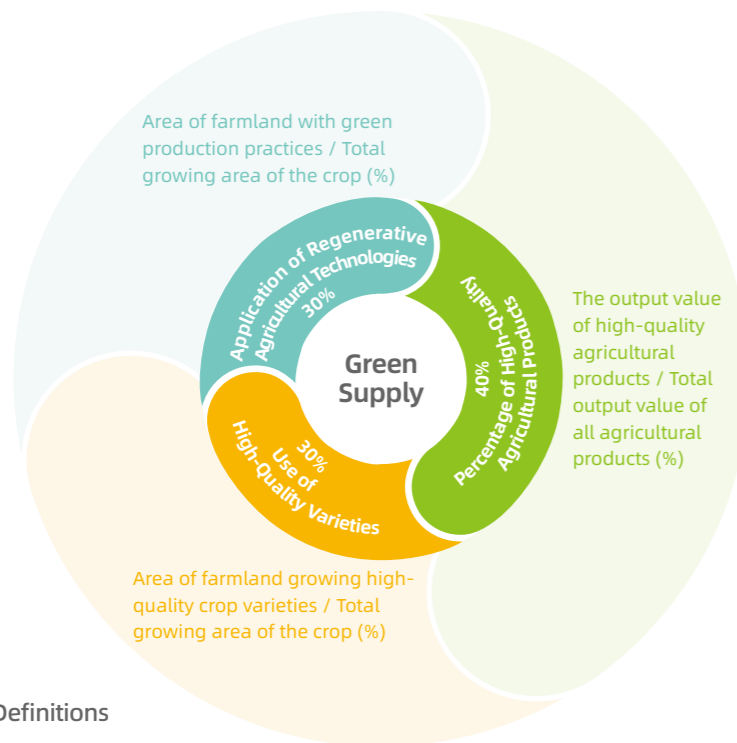 Area of farmland with green
production practices / Total
growing area of the crop (%)
Application of Regenerative
Agricultural Technologies
30%
Green
Supply
Percentage of High-Quality
Agricultural Products
40%
The output value
of high-quality
agricultural
products / Total
output value of
all agricultural
products (%)
30%
Use of
High-Quality Varieties
Area of farmland growing high-
quality crop varieties / Total
growing area of the crop (%)
Definitions